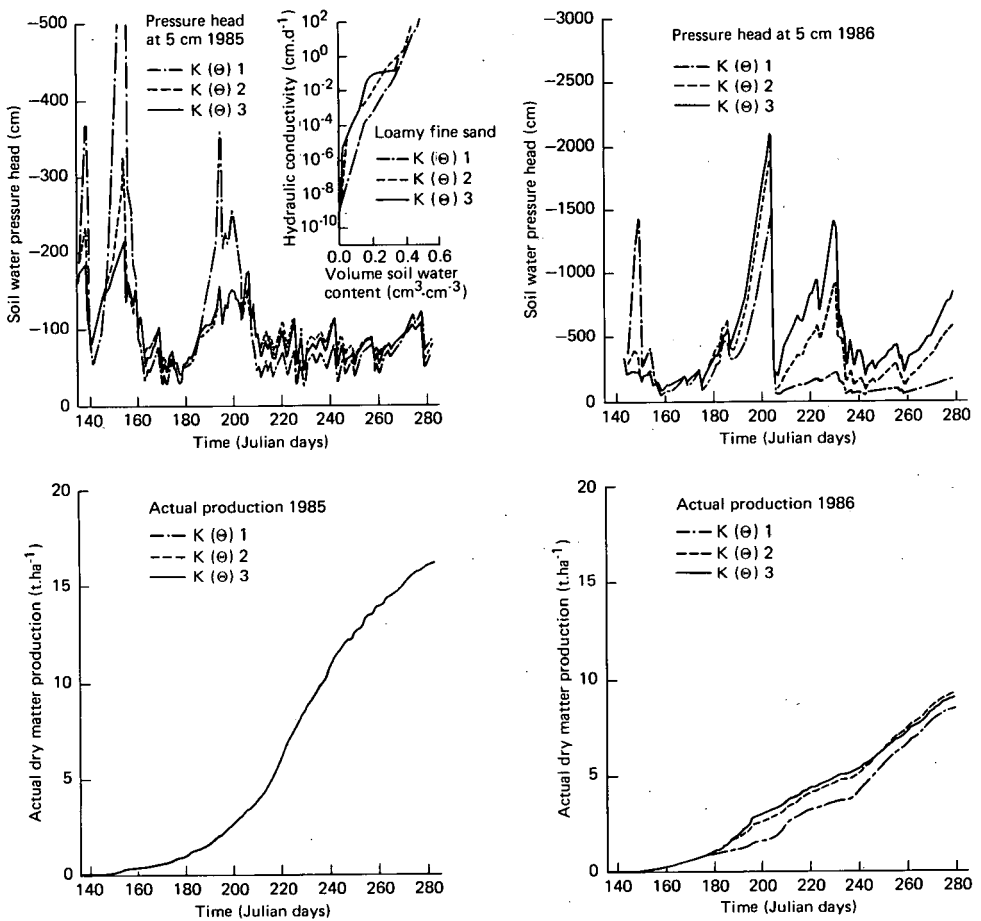 Pressure head
at 5 cm 1985
K (Θ) 1
K (Θ) 2
K (Θ) 3
−500
−400
−300
−200
−100
0
Soil water pressure head (cm)
140 160 180 200 220 240 260 280
Time (Julian days)
10²
10⁰
10⁻²
10⁻⁴
10⁻⁶
10⁻⁸
10⁻¹⁰
Hydraulic conductivity (cm.d⁻¹)
Loamy fine sand
K (Θ) 1
K (Θ) 2
K (Θ) 3
0.0 0.2 0.4 0.6
Volume soil water
content (cm³.cm⁻³)
Pressure head at 5 cm 1986
K (Θ) 1
K (Θ) 2
K (Θ) 3
−3000
−2500
−2000
−1500
−1000
−500
0
Soil water pressure head (cm)
140 160 180 200 220 240 260 280
Time (Julian days)
Actual production 1985
K (Θ) 1
K (Θ) 2
K (Θ) 3
20
15
10
5
0
Actual dry matter production (t.ha⁻¹)
140 160 180 200 220 240 260 280
Time (Julian days)
Actual production 1986
K (Θ) 1
K (Θ) 2
K (Θ) 3
20
15
10
5
0
Actual dry matter production (t.ha⁻¹)
140 160 180 200 220 240 260 280
Time (Julian days)